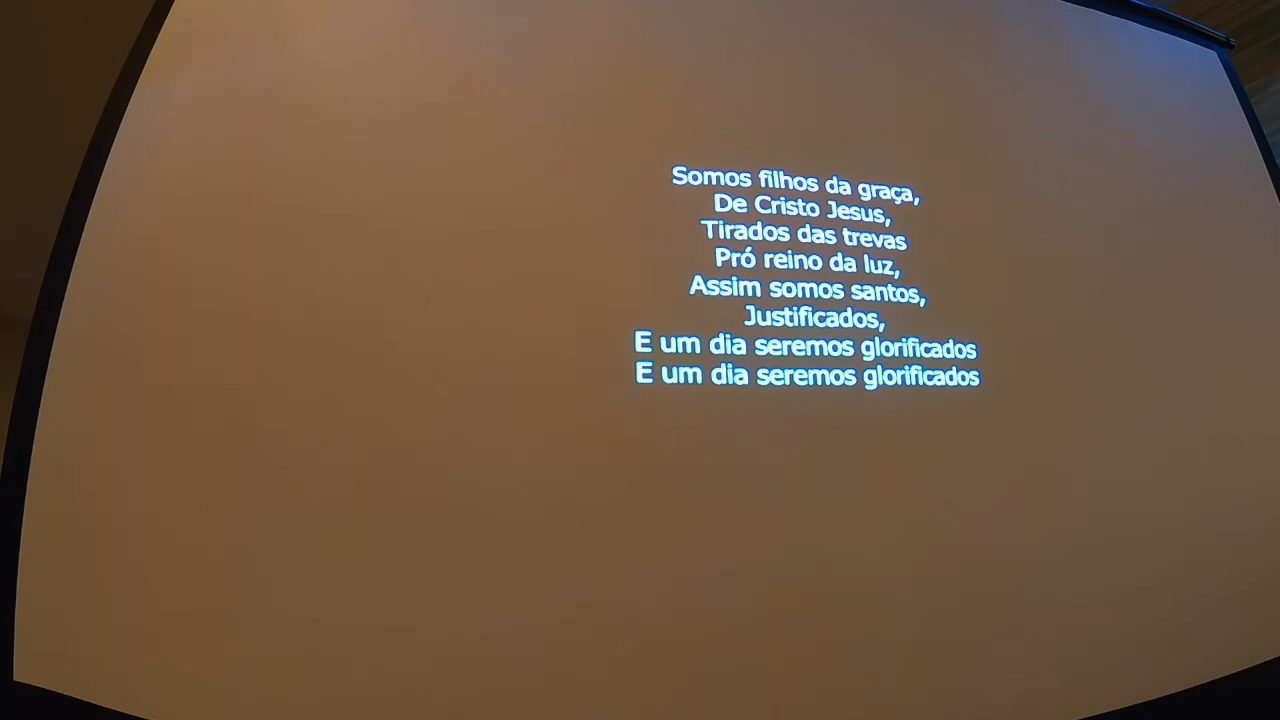 Somos filhos da graça,
De Cristo Jesus,
Tirados das trevas
Pró reino da luz,
Assim somos santos,
Justificados,
E um dia seremos glorificados
E um dia seremos glorificados